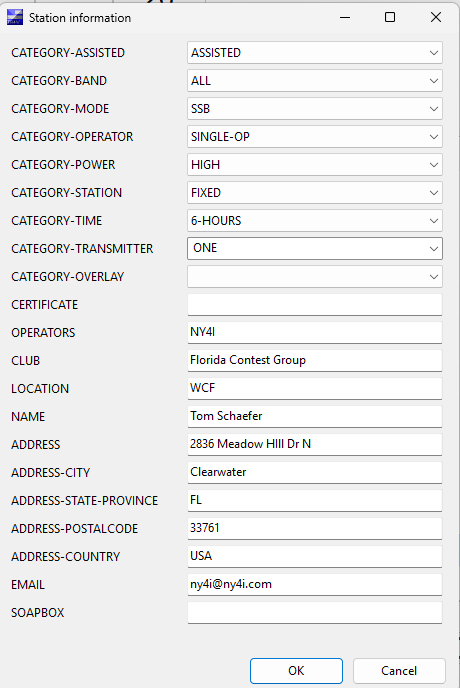 Station information
CATEGORY-ASSISTED ASSISTED
CATEGORY-BAND ALL
CATEGORY-MODE SSB
CATEGORY-OPERATOR SINGLE-OP
CATEGORY-POWER HIGH
CATEGORY-STATION FIXED
CATEGORY-TIME 6-HOURS
CATEGORY-TRANSMITTER ONE
CATEGORY-OVERLAY
CERTIFICATE
OPERATORS NY4I
CLUB Florida Contest Group
LOCATION WCF
NAME Tom Schaefer
ADDRESS 2836 Meadow HIll Dr N
ADDRESS-CITY Clearwater
ADDRESS-STATE-PROVINCE FL
ADDRESS-POSTALCODE 33761
ADDRESS-COUNTRY USA
EMAIL ny4i@ny4i.com
SOAPBOX
OK Cancel